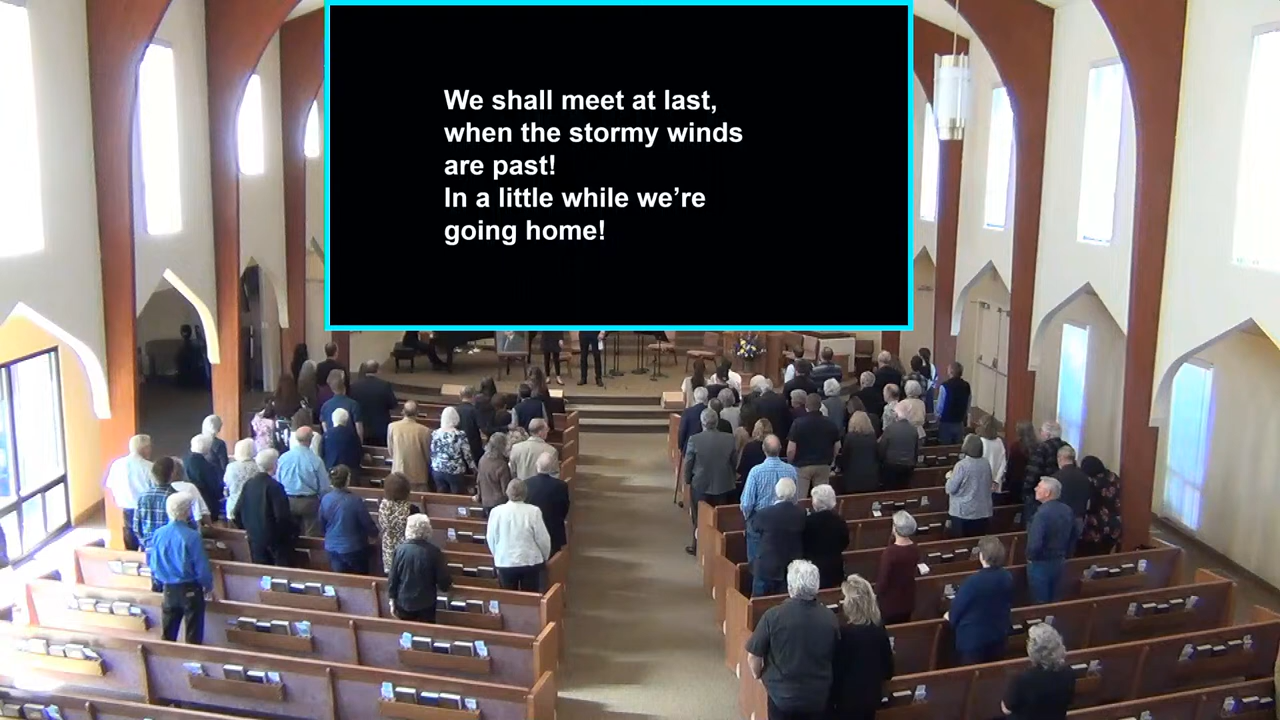 We shall meet at last,
when the stormy winds
are past!
In a little while we’re
going home!